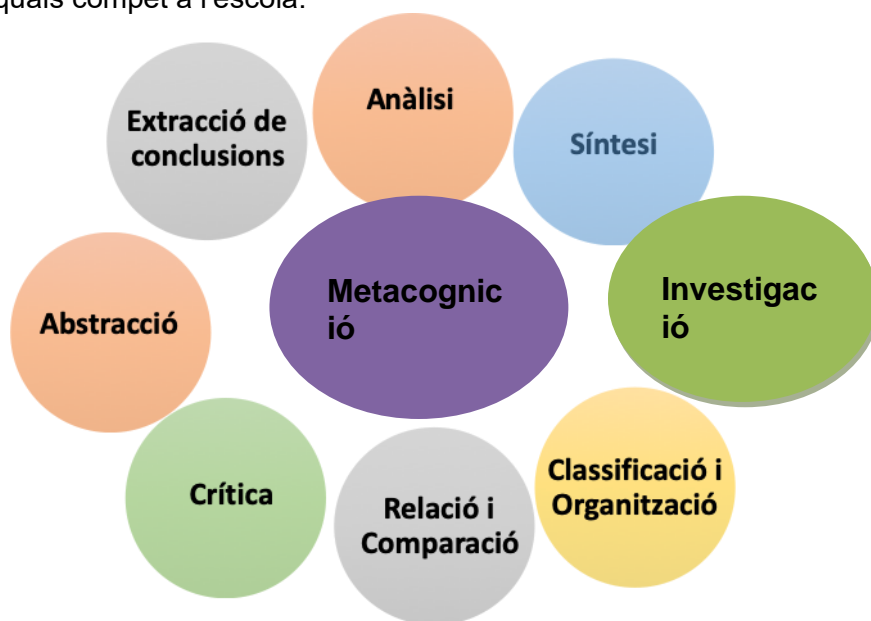 quals compet a l'escola:
Anàlisi
Extracció de
conclusions
Síntesi
Metacognic
ió
Investigac
ió
Abstracció
Classificació i
Organització
Crítica
Relació i
Comparació